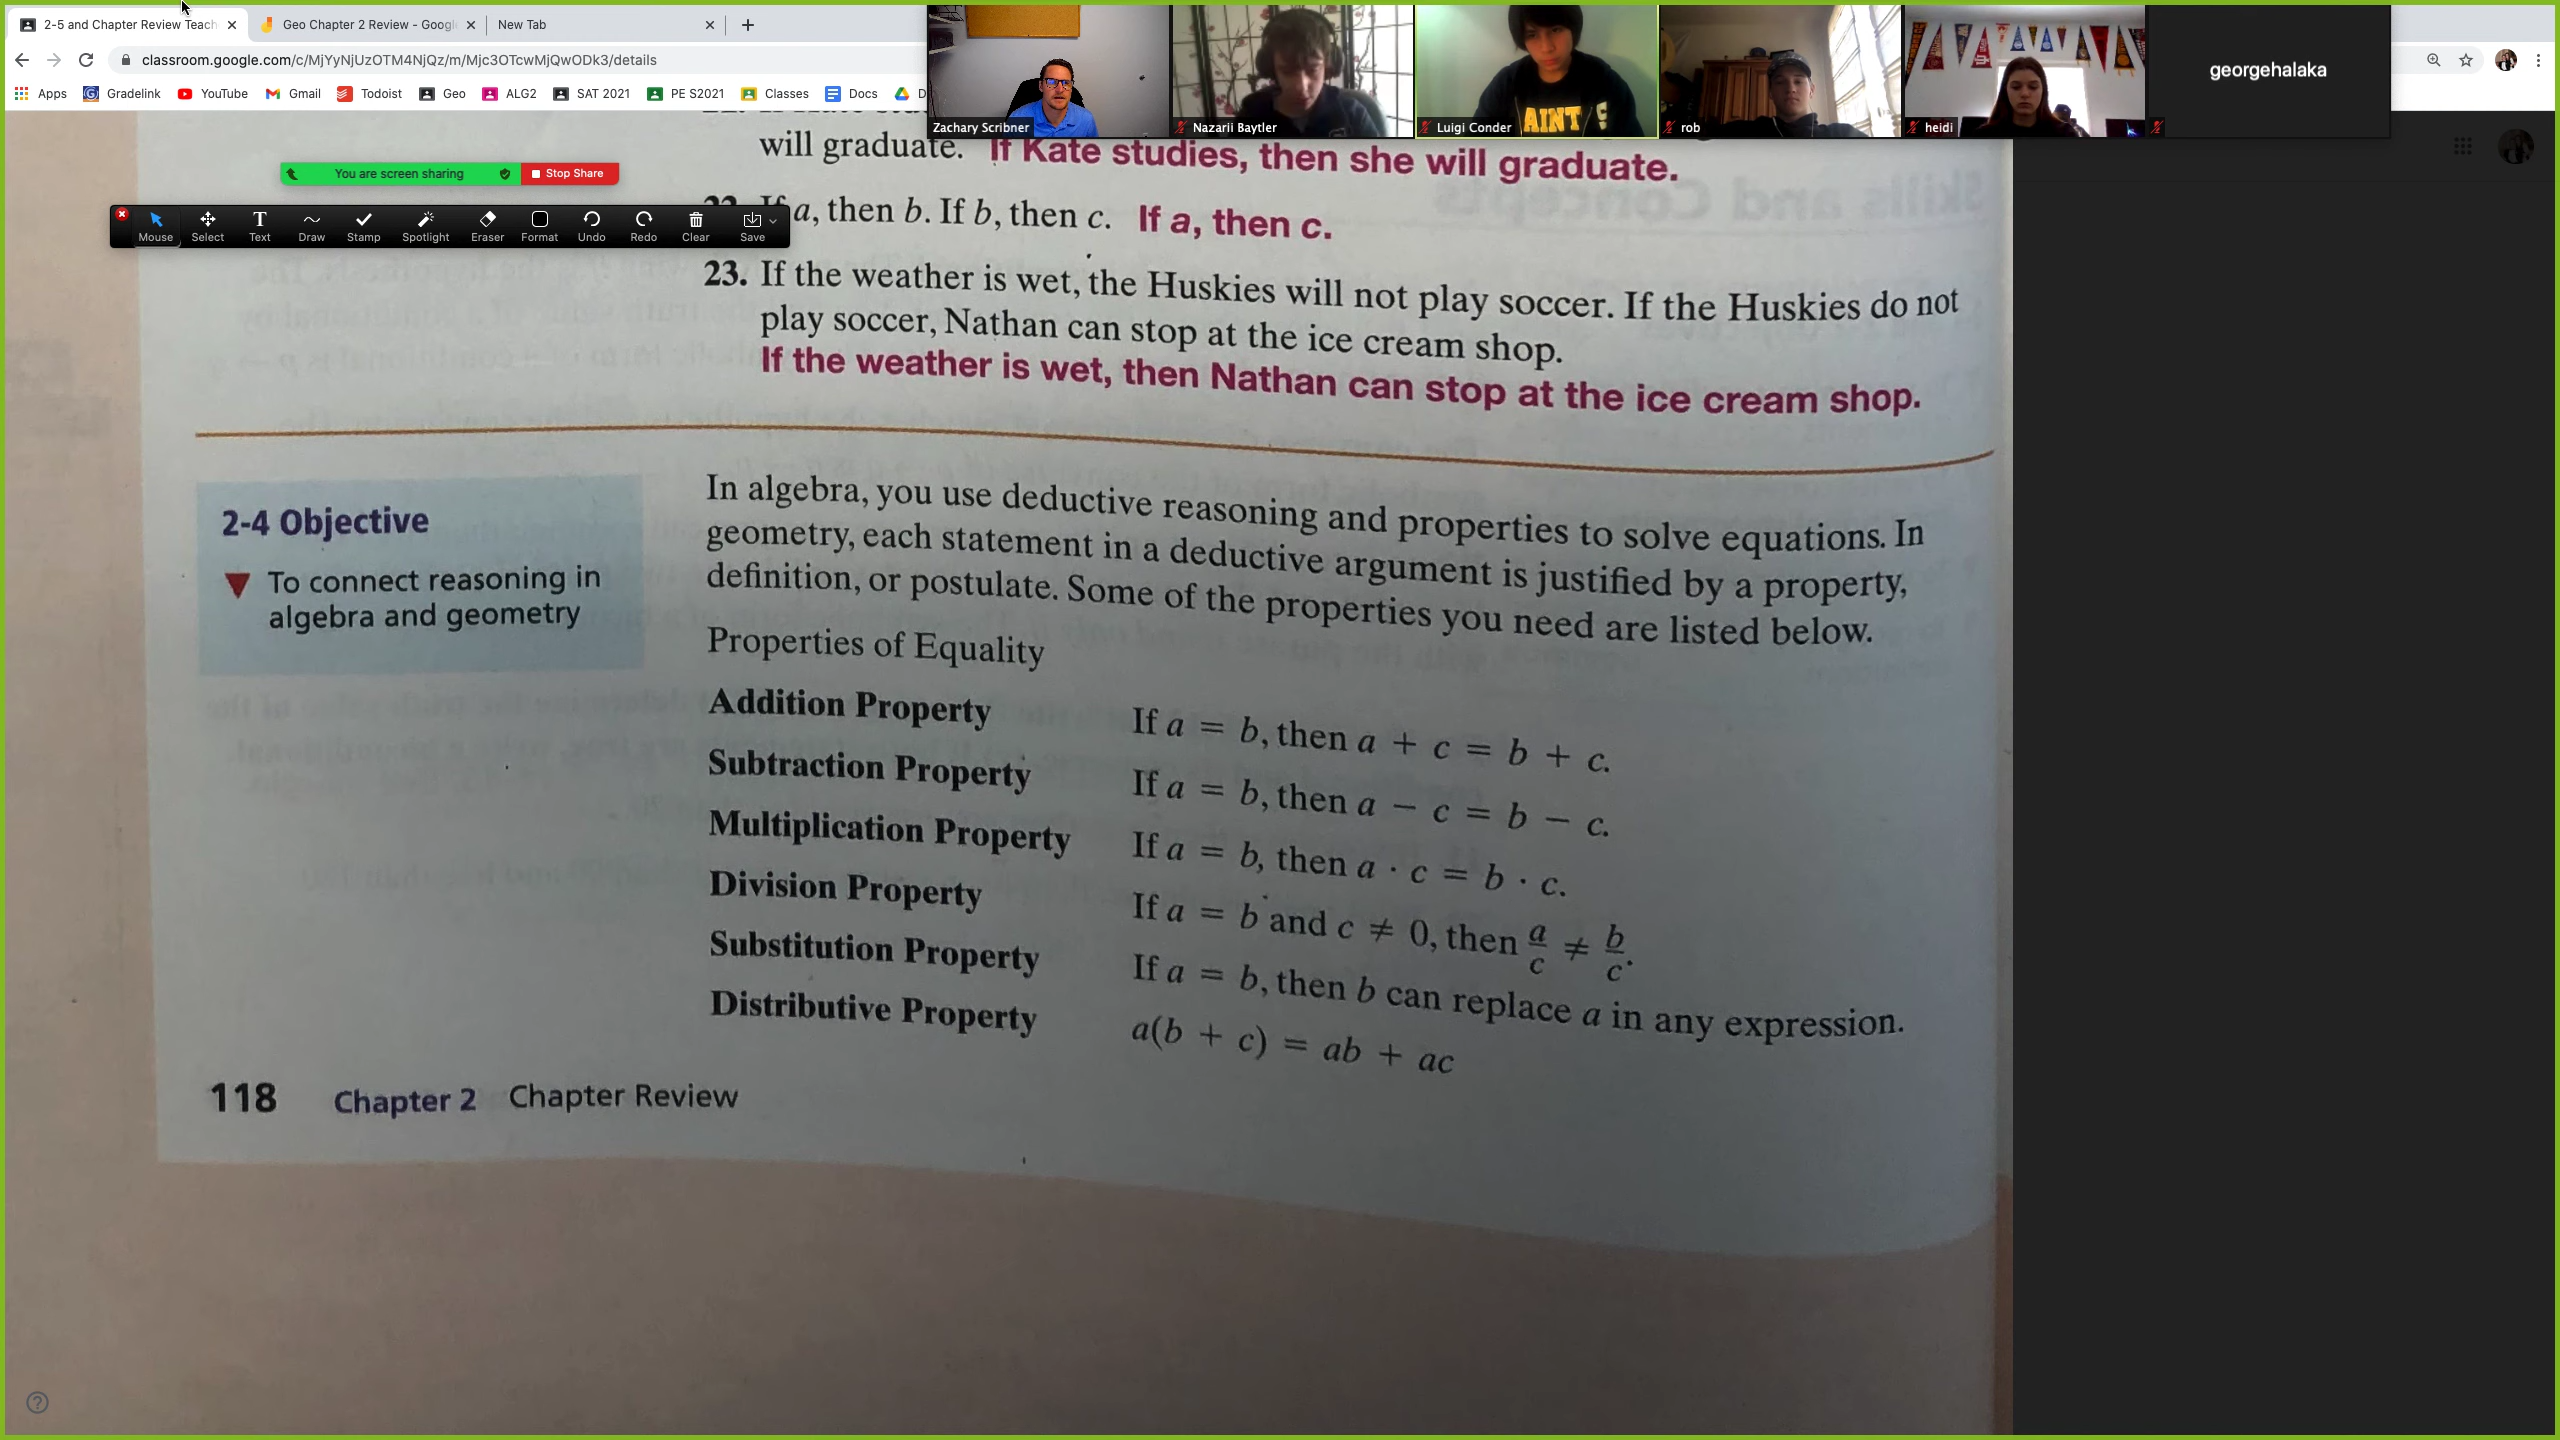 2-5 and Chapter Review Teach
Geo Chapter 2 Review - Googl
New Tab
classroom.google.com/c/MjYyNjUzOTM4NjQz/m/Mjc3OTcwMjQwODk3/details
Apps Gradelink YouTube Gmail Todoist Geo ALG2 SAT 2021 PE S2021 Classes Docs D
Zachary Scribner
Nazarii Baytler
AINT
Luigi Conder
rob
heidi
georgehalaka
You are screen sharing Stop Share
Mouse Select Text Draw Stamp Spotlight Eraser Format Undo Redo Clear Save
will graduate. If Kate studies, then she will graduate.
If a, then b. If b, then c. If a, then c.
23. If the weather is wet, the Huskies will not play soccer. If the Huskies do not
play soccer, Nathan can stop at the ice cream shop.
If the weather is wet, then Nathan can stop at the ice cream shop.
2-4 Objective
▼ To connect reasoning in
algebra and geometry
In algebra, you use deductive reasoning and properties to solve equations. In
geometry, each statement in a deductive argument is justified by a property,
definition, or postulate. Some of the properties you need are listed below.
Properties of Equality
Addition Property If a = b, then a + c = b + c.
Subtraction Property If a = b, then a − c = b − c.
Multiplication Property If a = b, then a · c = b · c.
Division Property If a = b and c ≠ 0, then a/c ≠ b/c.
Substitution Property If a = b, then b can replace a in any expression.
Distributive Property a(b + c) = ab + ac
118 Chapter 2 Chapter Review